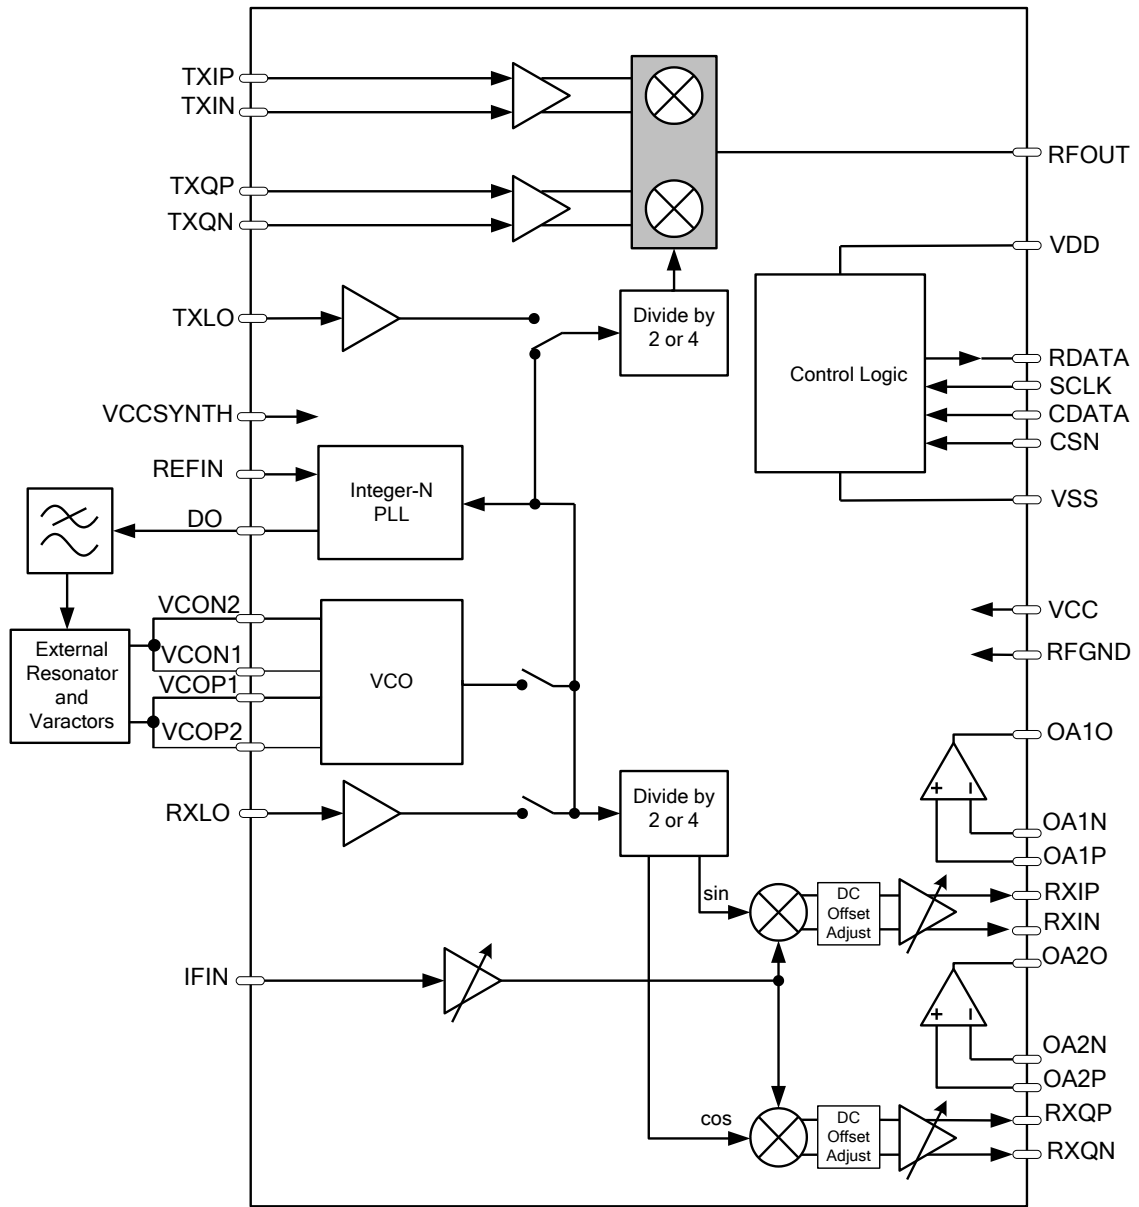 TXIP
TXIN
TXQP
TXQN
TXLO
VCCSYNTH
REFIN
DO
VCON2
VCON1
VCOP1
VCOP2
RXLO
IFIN
External
Resonator
and
Varactors
Integer-N
PLL
VCO
Divide by
2 or 4
Divide by
2 or 4
sin
cos
DC
Offset
Adjust
DC
Offset
Adjust
Control Logic
+
+
RFOUT
VDD
RDATA
SCLK
CDATA
CSN
VSS
VCC
RFGND
OA1O
OA1N
OA1P
RXIP
RXIN
OA2O
OA2N
OA2P
RXQP
RXQN